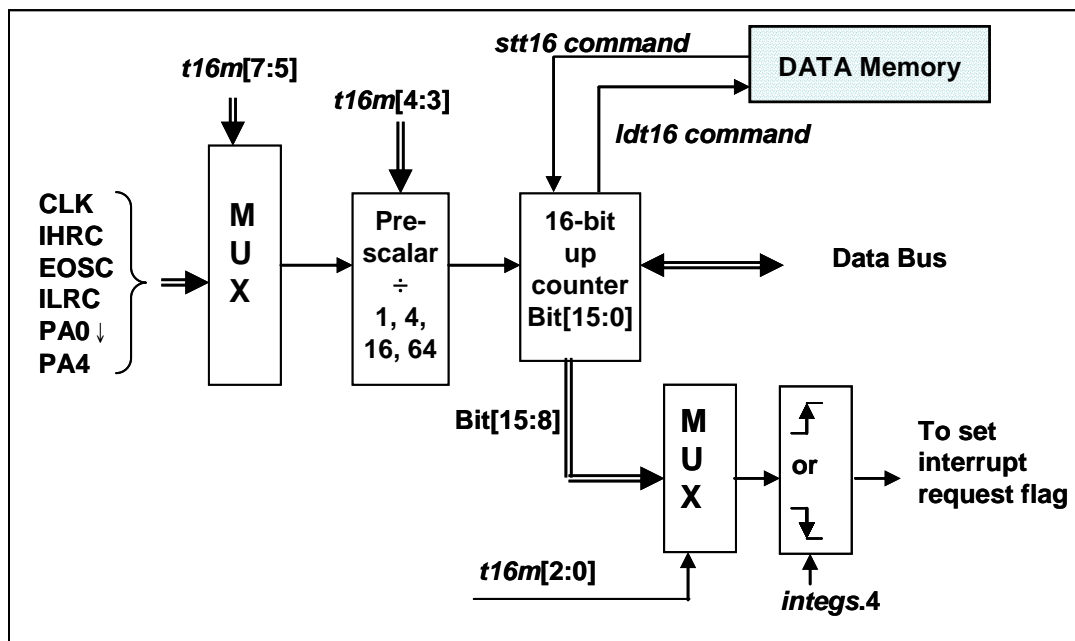 stt16 command
DATA Memory
t16m[7:5]
t16m[4:3]
ldt16 command
CLK
IHRC
EOSC
ILRC
PA0 ↓
PA4
M
U
X
Pre-
scalar
÷
1, 4,
16, 64
16-bit
up
counter
Bit[15:0]
Data Bus
Bit[15:8]
M
U
X
or
To set
interrupt
request flag
t16m[2:0]
integs.4